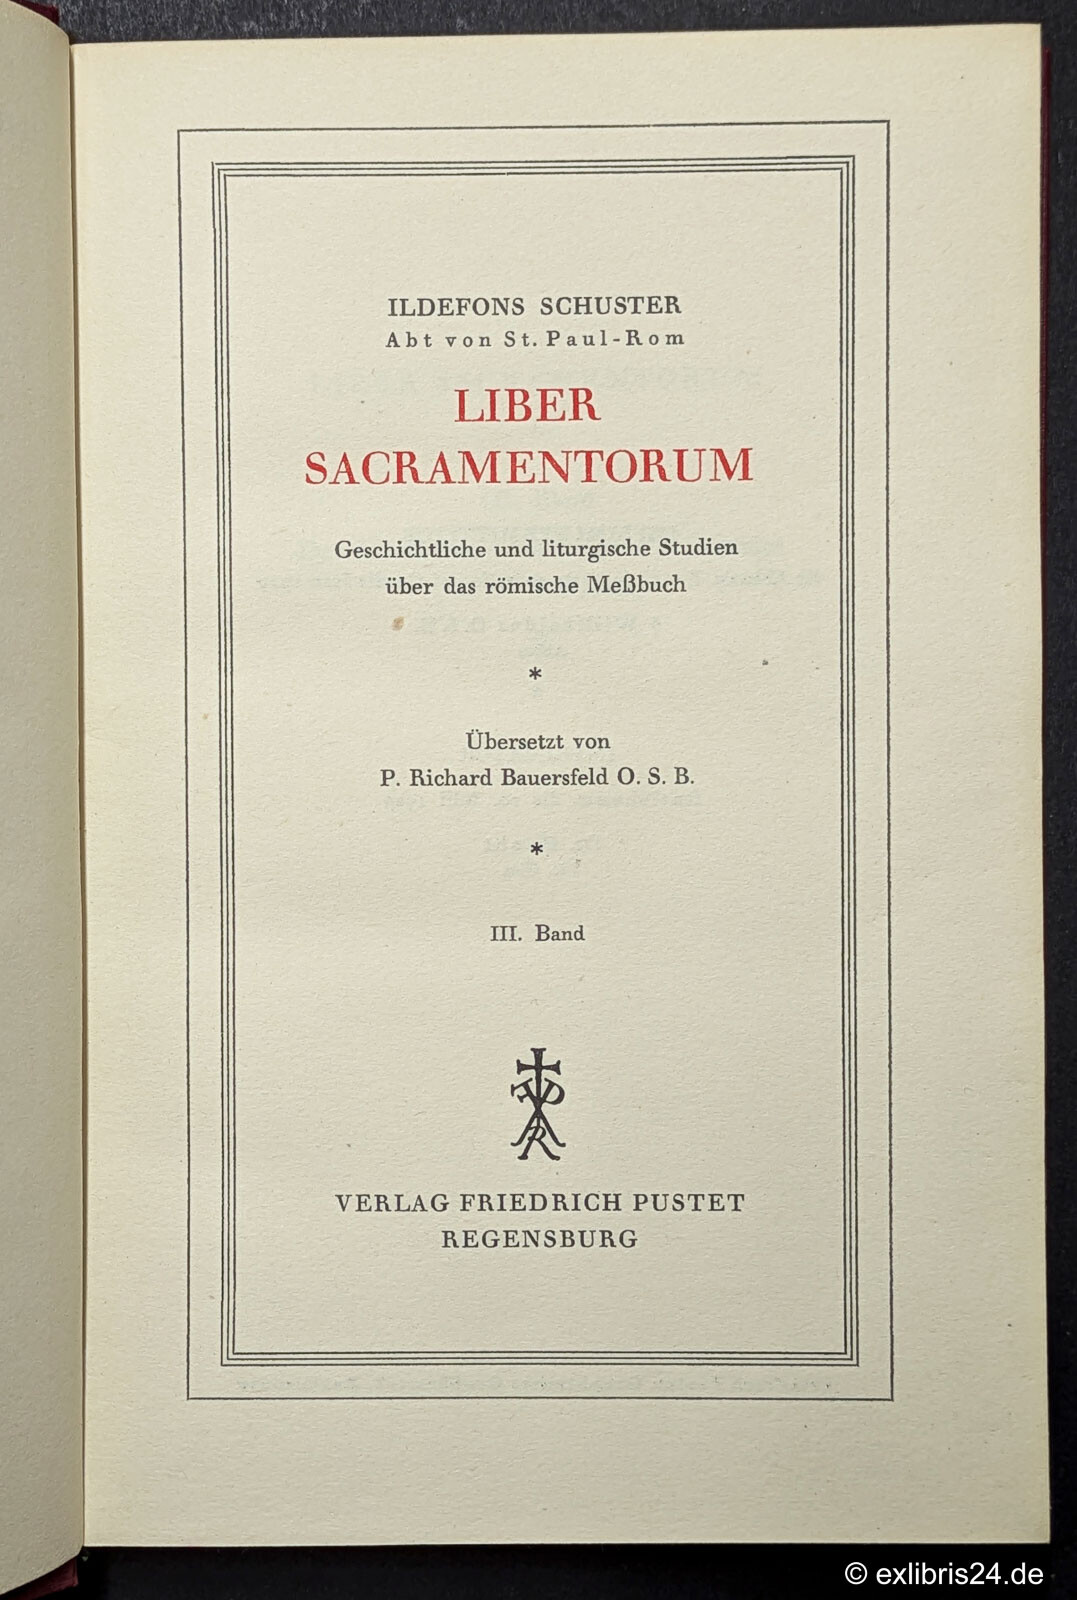 ILDEFONS SCHUSTER
Abt von St. Paul-Rom
LIBER
SACRAMENTORUM
Geschichtliche und liturgische Studien
über das römische Meßbuch
*
Übersetzt von
P. Richard Bauersfeld O. S. B.
*
III. Band
VERLAG FRIEDRICH PUSTET
REGENSBURG
© exlibris24.de